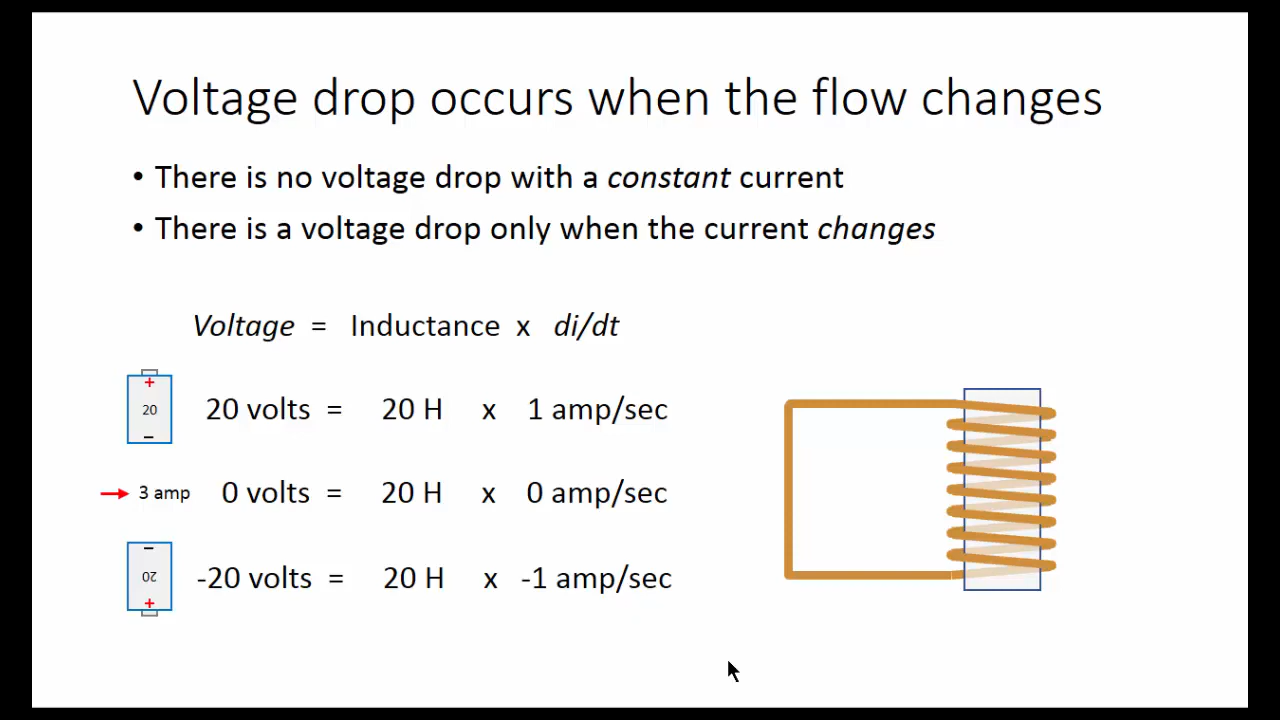 Voltage drop occurs when the flow changes
• There is no voltage drop with a constant current
• There is a voltage drop only when the current changes
Voltage = Inductance x di/dt
+
20
−
20 volts = 20 H x 1 amp/sec
3 amp 0 volts = 20 H x 0 amp/sec
−
20
+
-20 volts = 20 H x -1 amp/sec